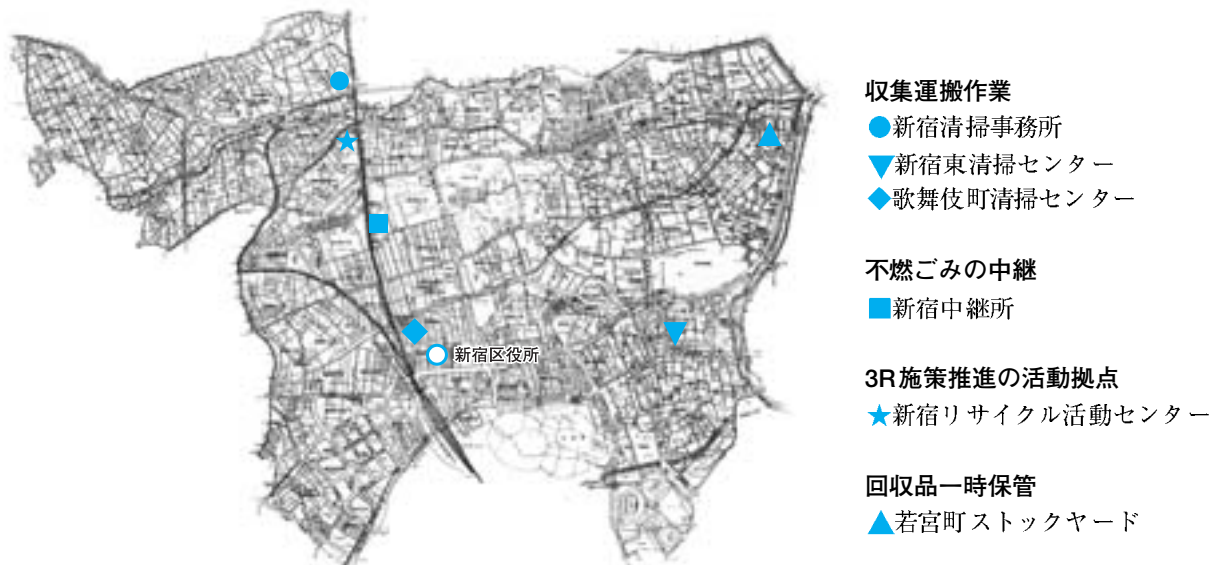 収集運搬作業
●新宿清掃事務所
▼新宿東清掃センター
◆歌舞伎町清掃センター
不燃ごみの中継
■新宿中継所
3R施策推進の活動拠点
★新宿リサイクル活動センター
回収品一時保管
▲若宮町ストックヤード
新宿区役所